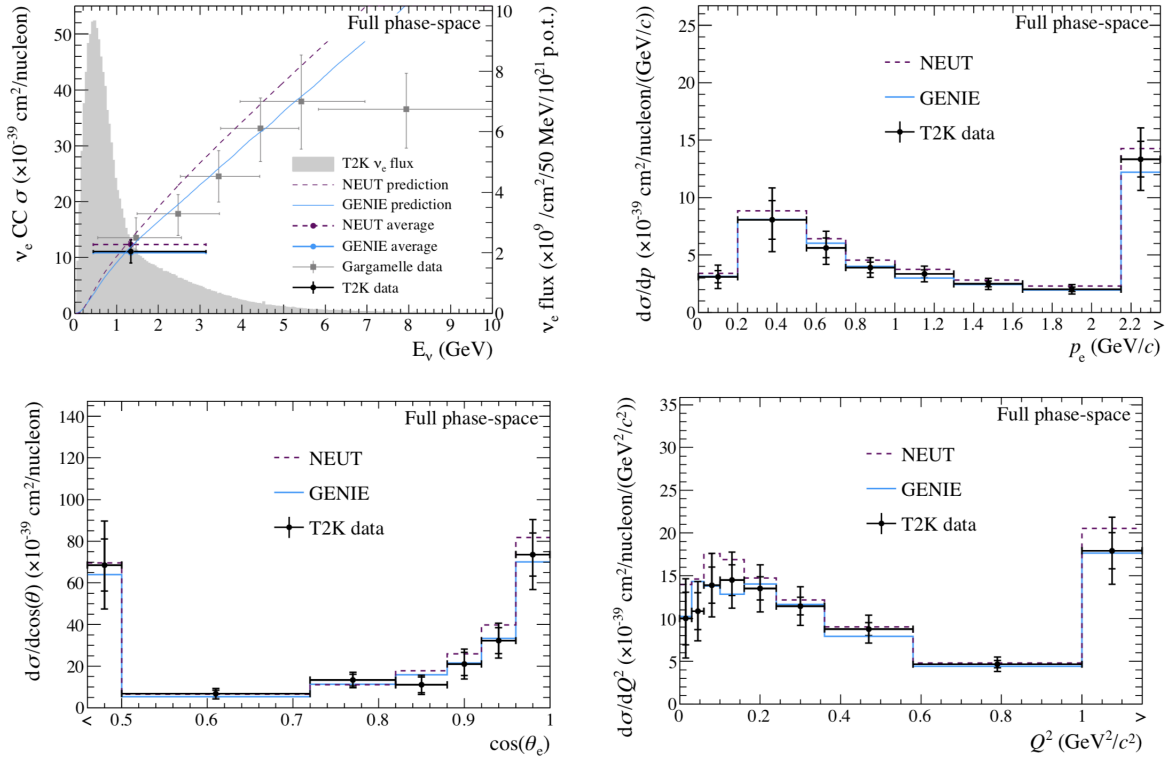 Full phase-space
ν_e CC σ (×10⁻³⁹ cm²/nucleon)
50
40
30
20
10
0
10
8
6
4
2
0
ν_e flux (×10⁹ /cm²/50 MeV/10²¹ p.o.t.)
T2K ν_e flux
NEUT prediction
GENIE prediction
NEUT average
GENIE average
Gargamelle data
T2K data
0 1 2 3 4 5 6 7 8 9 10
E_ν (GeV)
Full phase-space
dσ/dp (×10⁻³⁹ cm²/nucleon/(GeV/c))
25
20
15
10
5
0
NEUT
GENIE
T2K data
0 0.2 0.4 0.6 0.8 1 1.2 1.4 1.6 1.8 2 2.2 >
p_e (GeV/c)
Full phase-space
dσ/dcos(θ) (×10⁻³⁹ cm²/nucleon)
140
120
100
80
60
40
20
0
NEUT
GENIE
T2K data
< 0.5 0.6 0.7 0.8 0.9 1
cos(θ_e)
Full phase-space
dσ/dQ² (×10⁻³⁹ cm²/nucleon/(GeV²/c²))
35
30
25
20
15
10
5
0
NEUT
GENIE
T2K data
0 0.2 0.4 0.6 0.8 1 >
Q² (GeV²/c²)